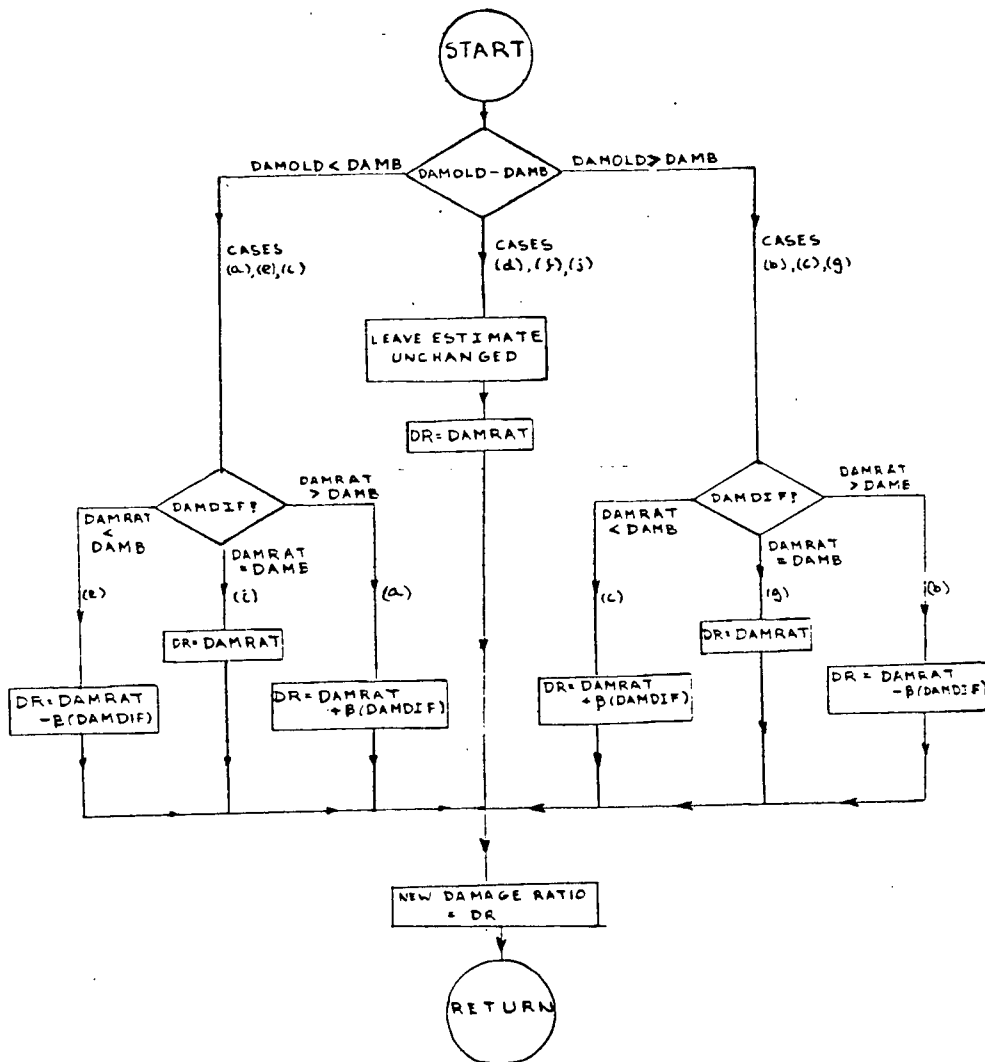 START
DAMOLD < DAMB
DAMOLD-DAMB
DAMOLD > DAMB
CASES
(a),(e),(i)
CASES
(d),(f),(j)
CASES
(b),(c),(g)
LEAVE ESTIMATE
UNCHANGED
DR=DAMRAT
DAMDIF?
DAMRAT
< DAMB
DAMRAT
= DAMB
DAMRAT
> DAMB
(e)
(i)
(a)
DR=DAMRAT
-β(DAMDIF)
DR=DAMRAT
DR=DAMRAT
+β(DAMDIF)
DAMDIF?
DAMRAT
< DAMB
DAMRAT
= DAMB
DAMRAT
> DAMB
(c)
(g)
(b)
DR=DAMRAT
+β(DAMDIF)
DR=DAMRAT
DR = DAMRAT
-β(DAMDIF)
NEW DAMAGE RATIO
= DR
RETURN